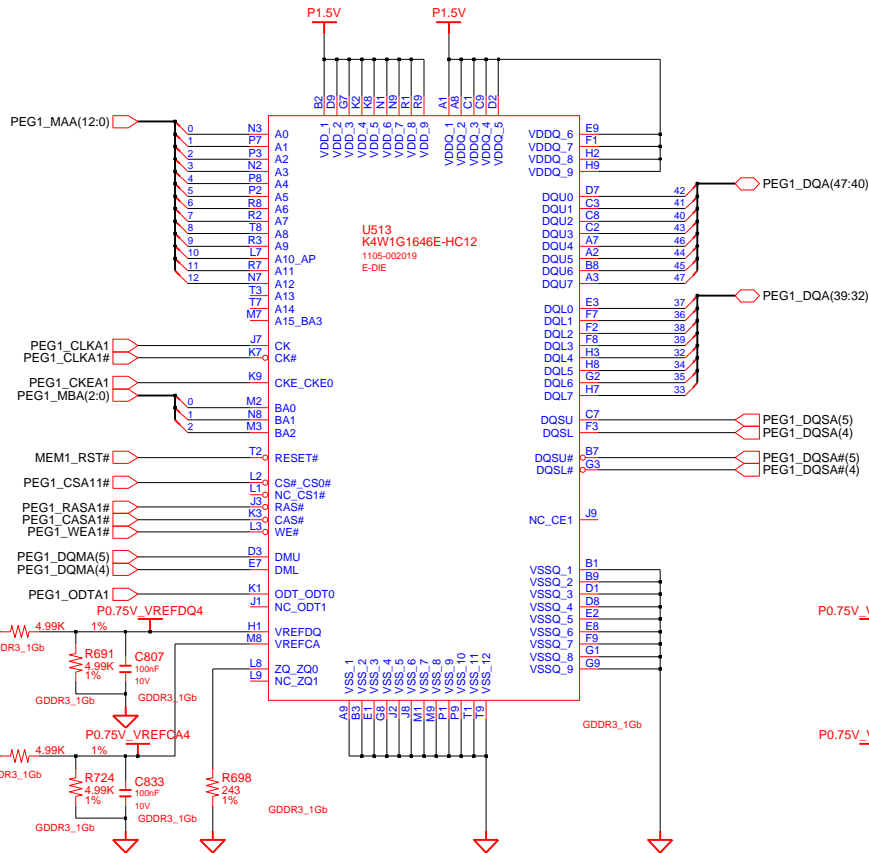 P1.5V
P1.5V
B2 D9 G7 K2 K8 N1 N9 R1 R9
A1 A8 C1 C9 D2
VDD_1 VDD_2 VDD_3 VDD_4 VDD_5 VDD_6 VDD_7 VDD_8 VDD_9
VDDQ_1 VDDQ_2 VDDQ_3 VDDQ_4 VDDQ_5
PEG1_MAA(12:0)
0 N3 A0
1 P7 A1
2 P3 A2
3 N2 A3
4 P8 A4
5 P2 A5
6 R8 A6
7 R2 A7
8 T8 A8
9 R3 A9
10 L7 A10_AP
11 R7 A11
12 N7 A12
T3 A13
T7 A14
M7 A15_BA3
PEG1_CLKA1 J7 CK
PEG1_CLKA1# K7 CK#
PEG1_CKEA1 K9 CKE_CKE0
PEG1_MBA(2:0)
0 M2 BA0
1 N8 BA1
2 M3 BA2
MEM1_RST# T2 RESET#
PEG1_CSA11# L2 CS#_CS0#
L1 NC_CS1#
PEG1_RASA1# J3 RAS#
PEG1_CASA1# K3 CAS#
PEG1_WEA1# L3 WE#
PEG1_DQMA(5) D3 DMU
PEG1_DQMA(4) E7 DML
PEG1_ODTA1 K1 ODT_ODT0
J1 NC_ODT1
H1 VREFDQ
M8 VREFCA
L8 ZQ_ZQ0
L9 NC_ZQ1
U513
K4W1G1646E-HC12
1105-002019
E-DIE
VDDQ_6 E9
VDDQ_7 F1
VDDQ_8 H2
VDDQ_9 H9
DQU0 D7 42
DQU1 C3 41
DQU2 C8 40
DQU3 C2 43
DQU4 A7 46
DQU5 A2 44
DQU6 B8 45
DQU7 A3 47
PEG1_DQA(47:40)
DQL0 E3 37
DQL1 F7 36
DQL2 F2 38
DQL3 F8 39
DQL4 H3 32
DQL5 H8 34
DQL6 G2 35
DQL7 H7 33
PEG1_DQA(39:32)
DQSU C7 PEG1_DQSA(5)
DQSL F3 PEG1_DQSA(4)
DQSU# B7 PEG1_DQSA#(5)
DQSL# G3 PEG1_DQSA#(4)
NC_CE1 J9
VSSQ_1 B1
VSSQ_2 B9
VSSQ_3 D1
VSSQ_4 D8
VSSQ_5 E2
VSSQ_6 E8
VSSQ_7 F9
VSSQ_8 G1
VSSQ_9 G9
VSS_1 VSS_2 VSS_3 VSS_4 VSS_5 VSS_6 VSS_7 VSS_8 VSS_9 VSS_10 VSS_11 VSS_12
A9 B3 E1 G8 J2 J8 M1 M9 P1 P9 T1 T9
GDDR3_1Gb
P0.75V_VREFDQ4
4.99K 1%
DDR3_1Gb
R691
4.99K
1%
C807
100nF
10V
GDDR3_1Gb
GDDR3_1Gb
P0.75V_VREFCA4
4.99K 1%
DR3_1Gb
R724
4.99K
1%
C833
100nF
10V
GDDR3_1Gb
R698
243
1%
GDDR3_1Gb
P0.75V_V
P0.75V_V